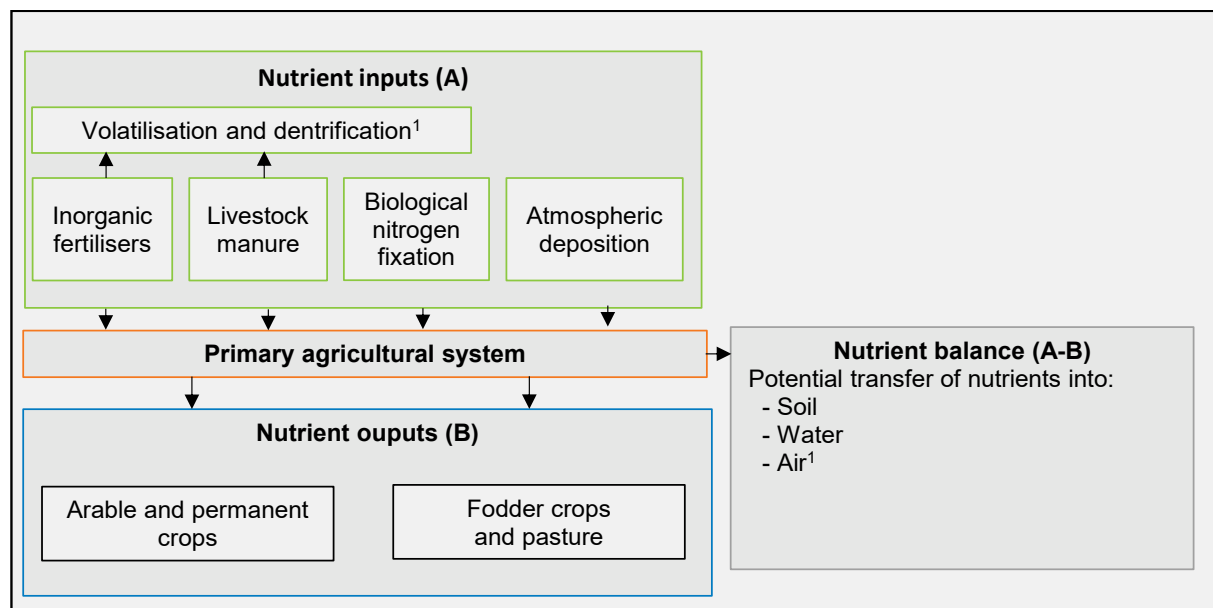 Nutrient inputs (A)
Volatilisation and dentrification¹
Inorganic
fertilisers
Livestock
manure
Biological
nitrogen
fixation
Atmospheric
deposition
Primary agricultural system
Nutrient balance (A-B)
Potential transfer of nutrients into:
- Soil
- Water
- Air¹
Nutrient ouputs (B)
Arable and permanent
crops
Fodder crops
and pasture